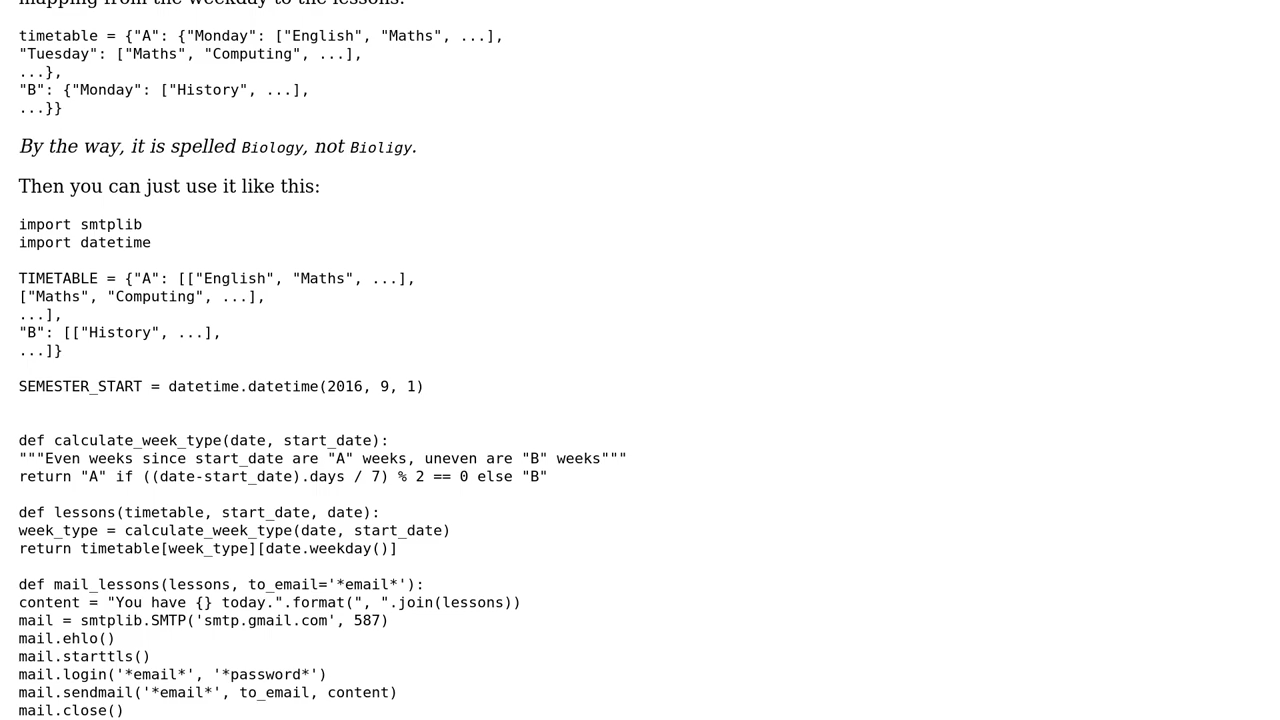 mapping from the weekday to the lessons:
timetable = {"A": {"Monday": ["English", "Maths", ...],
"Tuesday": ["Maths", "Computing", ...],
...},
"B": {"Monday": ["History", ...],
...}}
By the way, it is spelled Biology, not Bioligy.
Then you can just use it like this:
import smtplib
import datetime
TIMETABLE = {"A": [["English", "Maths", ...],
["Maths", "Computing", ...],
...],
"B": [["History", ...],
...]}
SEMESTER_START = datetime.datetime(2016, 9, 1)
def calculate_week_type(date, start_date):
"""Even weeks since start_date are "A" weeks, uneven are "B" weeks"""
return "A" if ((date-start_date).days / 7) % 2 == 0 else "B"
def lessons(timetable, start_date, date):
week_type = calculate_week_type(date, start_date)
return timetable[week_type][date.weekday()]
def mail_lessons(lessons, to_email='*email*'):
content = "You have {} today.".format(", ".join(lessons))
mail = smtplib.SMTP('smtp.gmail.com', 587)
mail.ehlo()
mail.starttls()
mail.login('*email*', '*password*')
mail.sendmail('*email*', to_email, content)
mail.close()